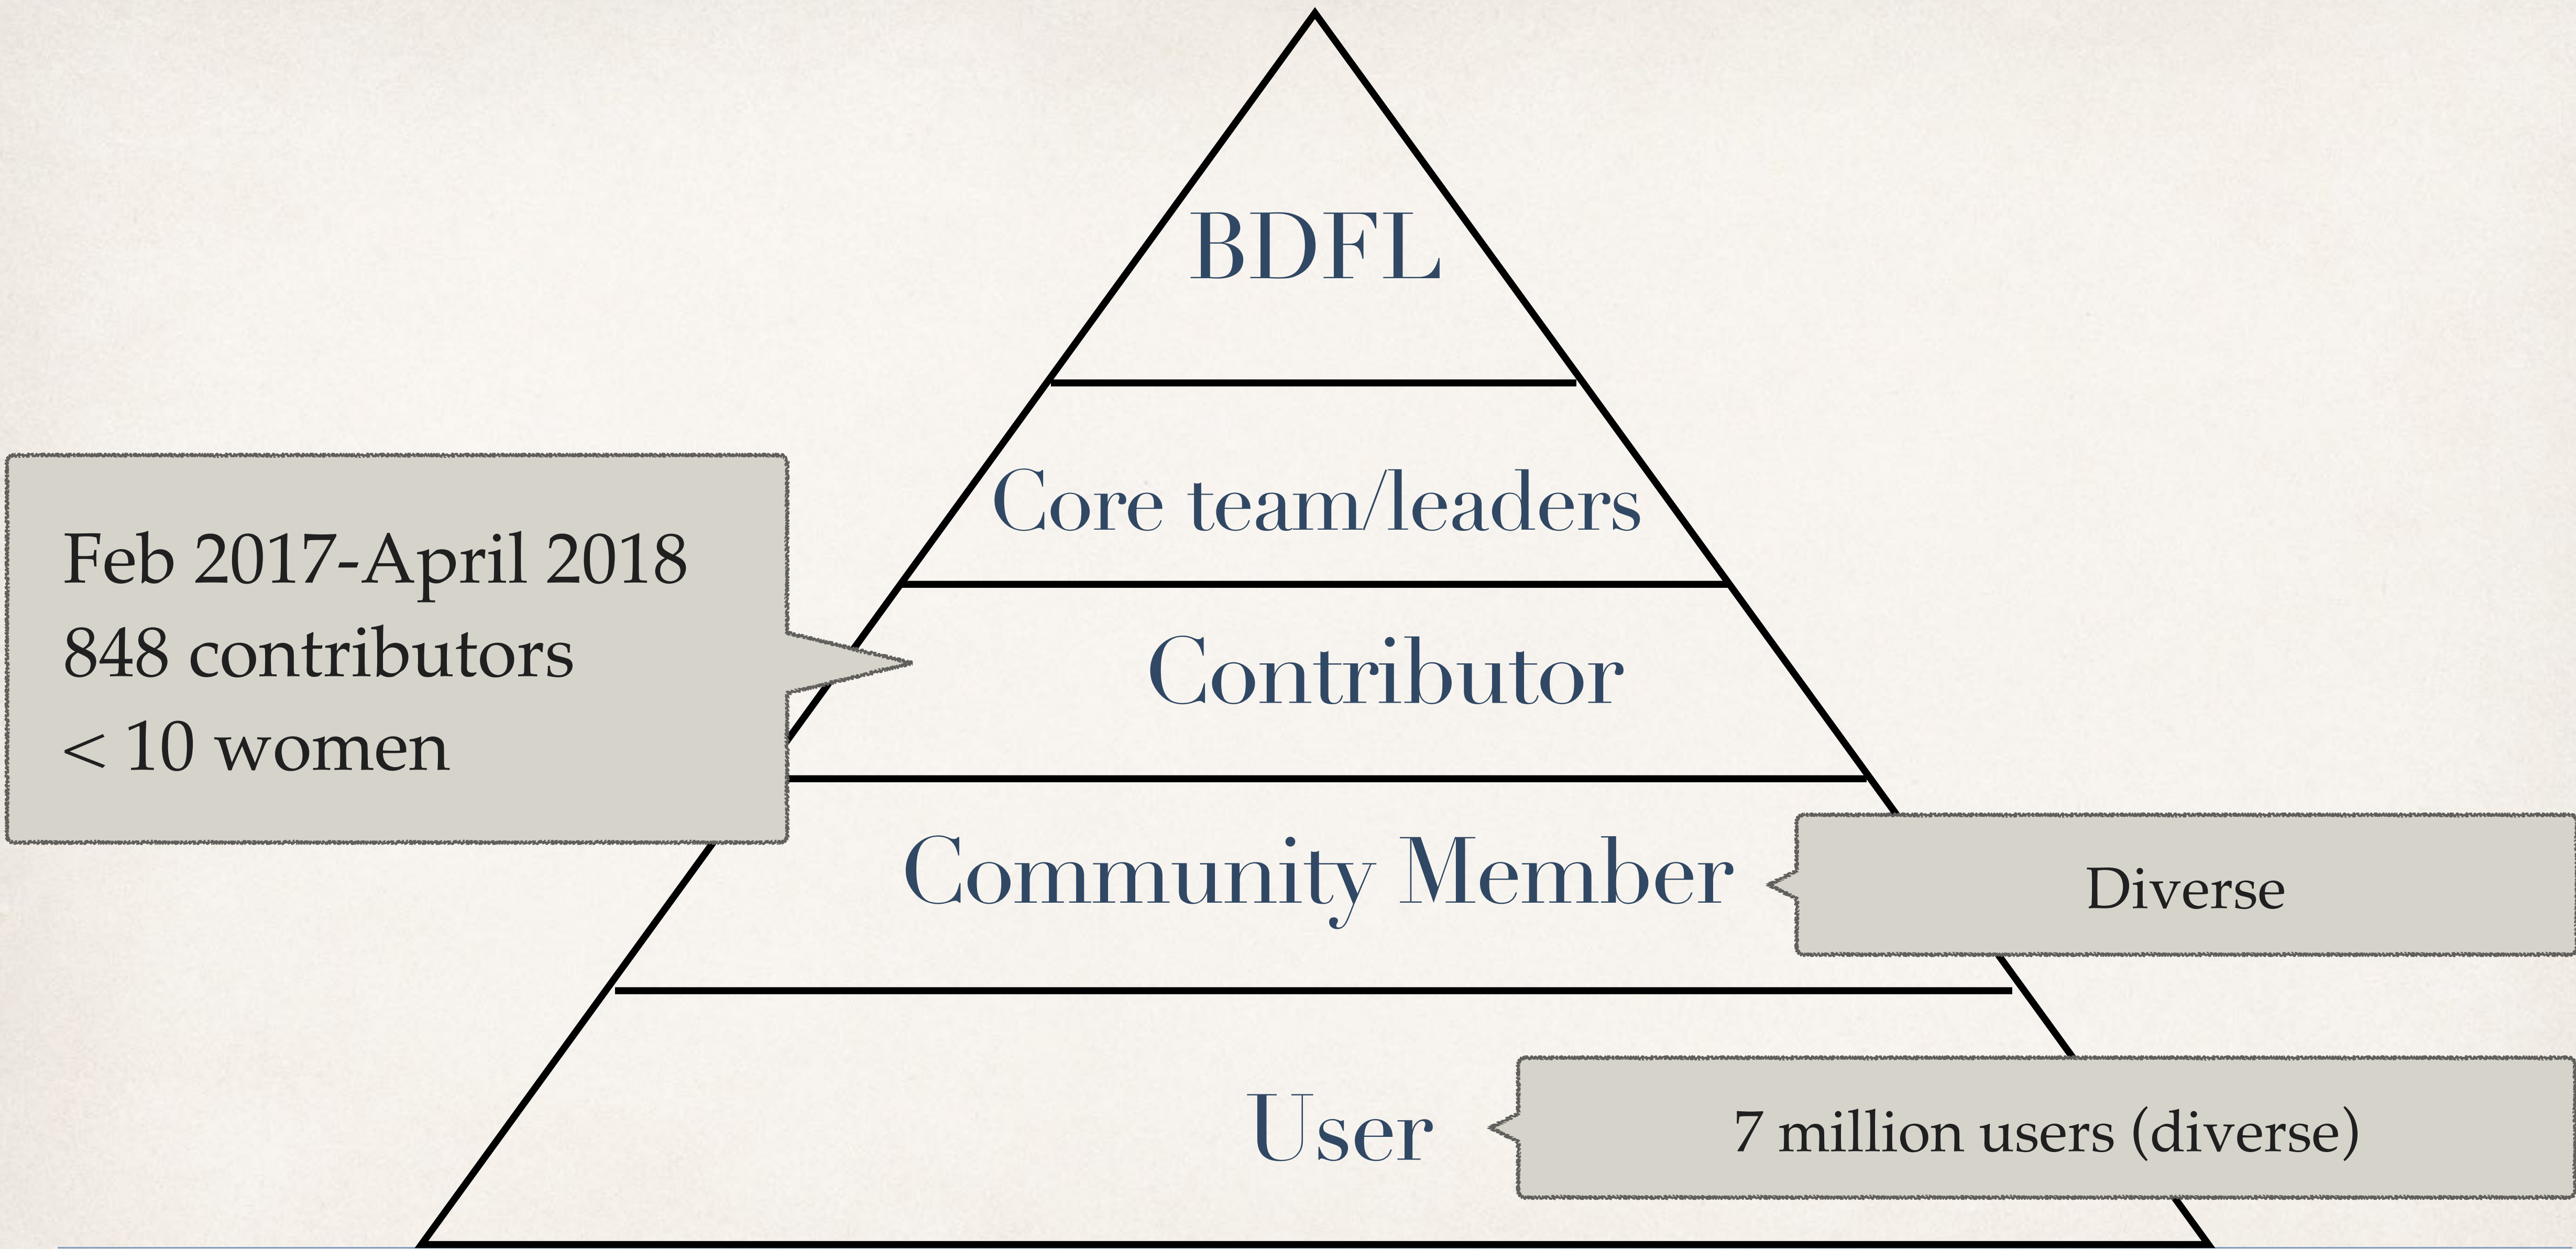 BDFL
Core team/leaders
Feb 2017-April 2018
848 contributors
< 10 women
Contributor
Community Member
Diverse
User
7 million users (diverse)